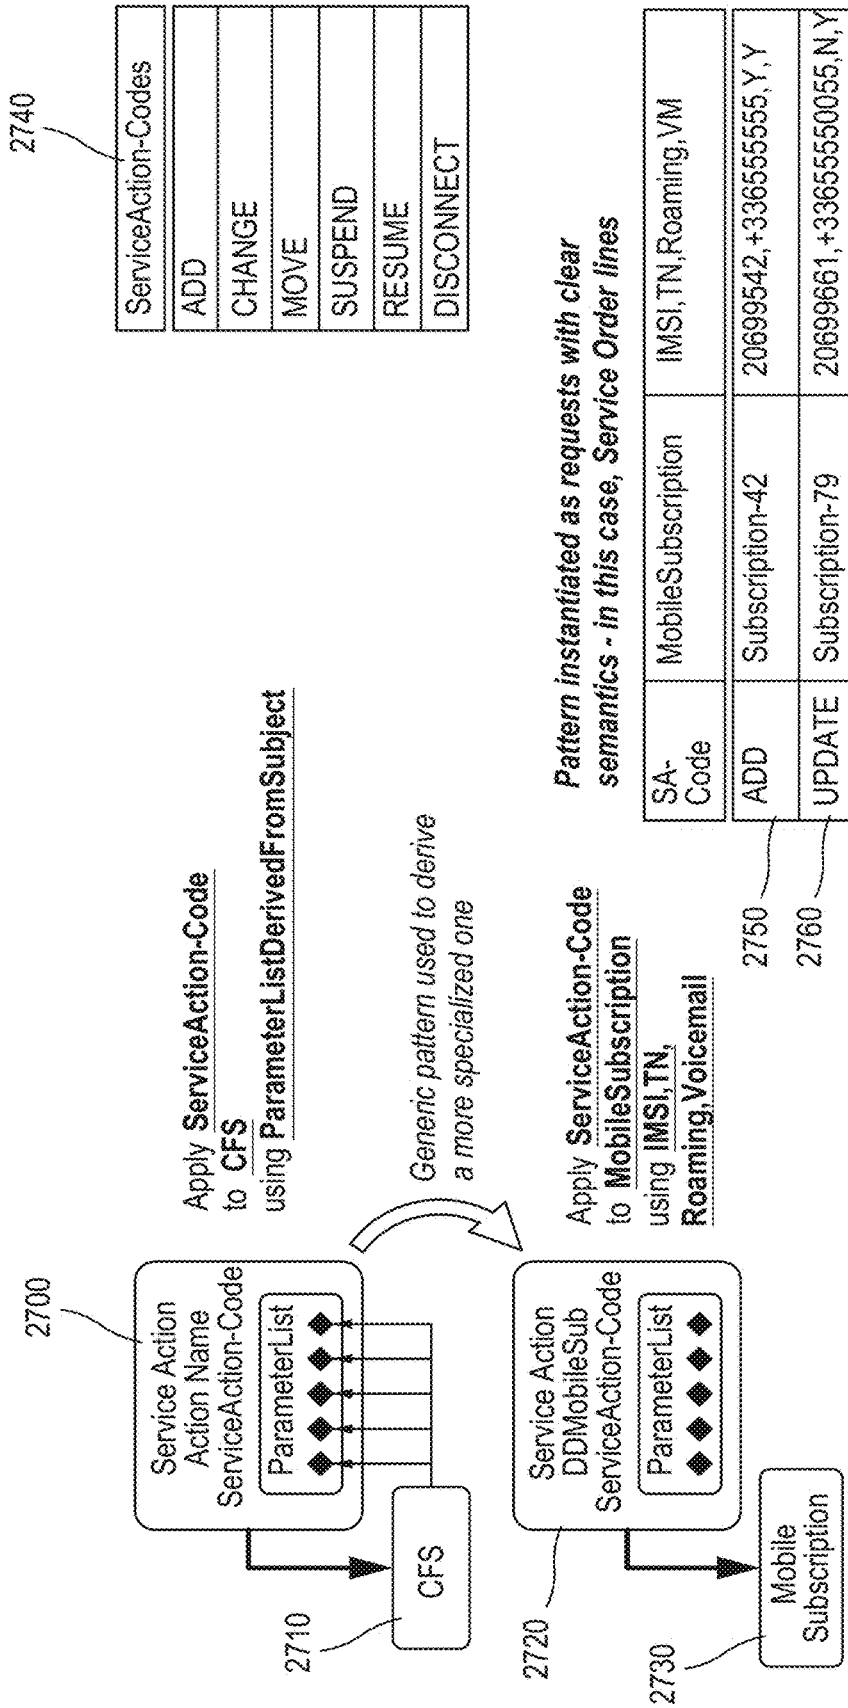 2700
Service Action
Action Name
ServiceAction-Code
ParameterList
2710
CFS
Apply ServiceAction-Code
to CFS
using ParameterListDerivedFromSubject
Generic pattern used to derive
a more specialized one
2740
ServiceAction-Codes
ADD
CHANGE
MOVE
SUSPEND
RESUME
DISCONNECT
2720
Service Action
DDMobileSub
ServiceAction-Code
ParameterList
2730
Mobile
Subscription
Apply ServiceAction-Code
to MobileSubscription
using IMSI,TN,
Roaming,Voicemail
Pattern instantiated as requests with clear
semantics - in this case, Service Order lines
SA-
Code
MobileSubscription
IMSI,TN,Roaming,VM
2750
ADD
Subscription-42
20699542,+336555555,Y,Y
2760
UPDATE
Subscription-79
20699661,+33655550055,N,Y